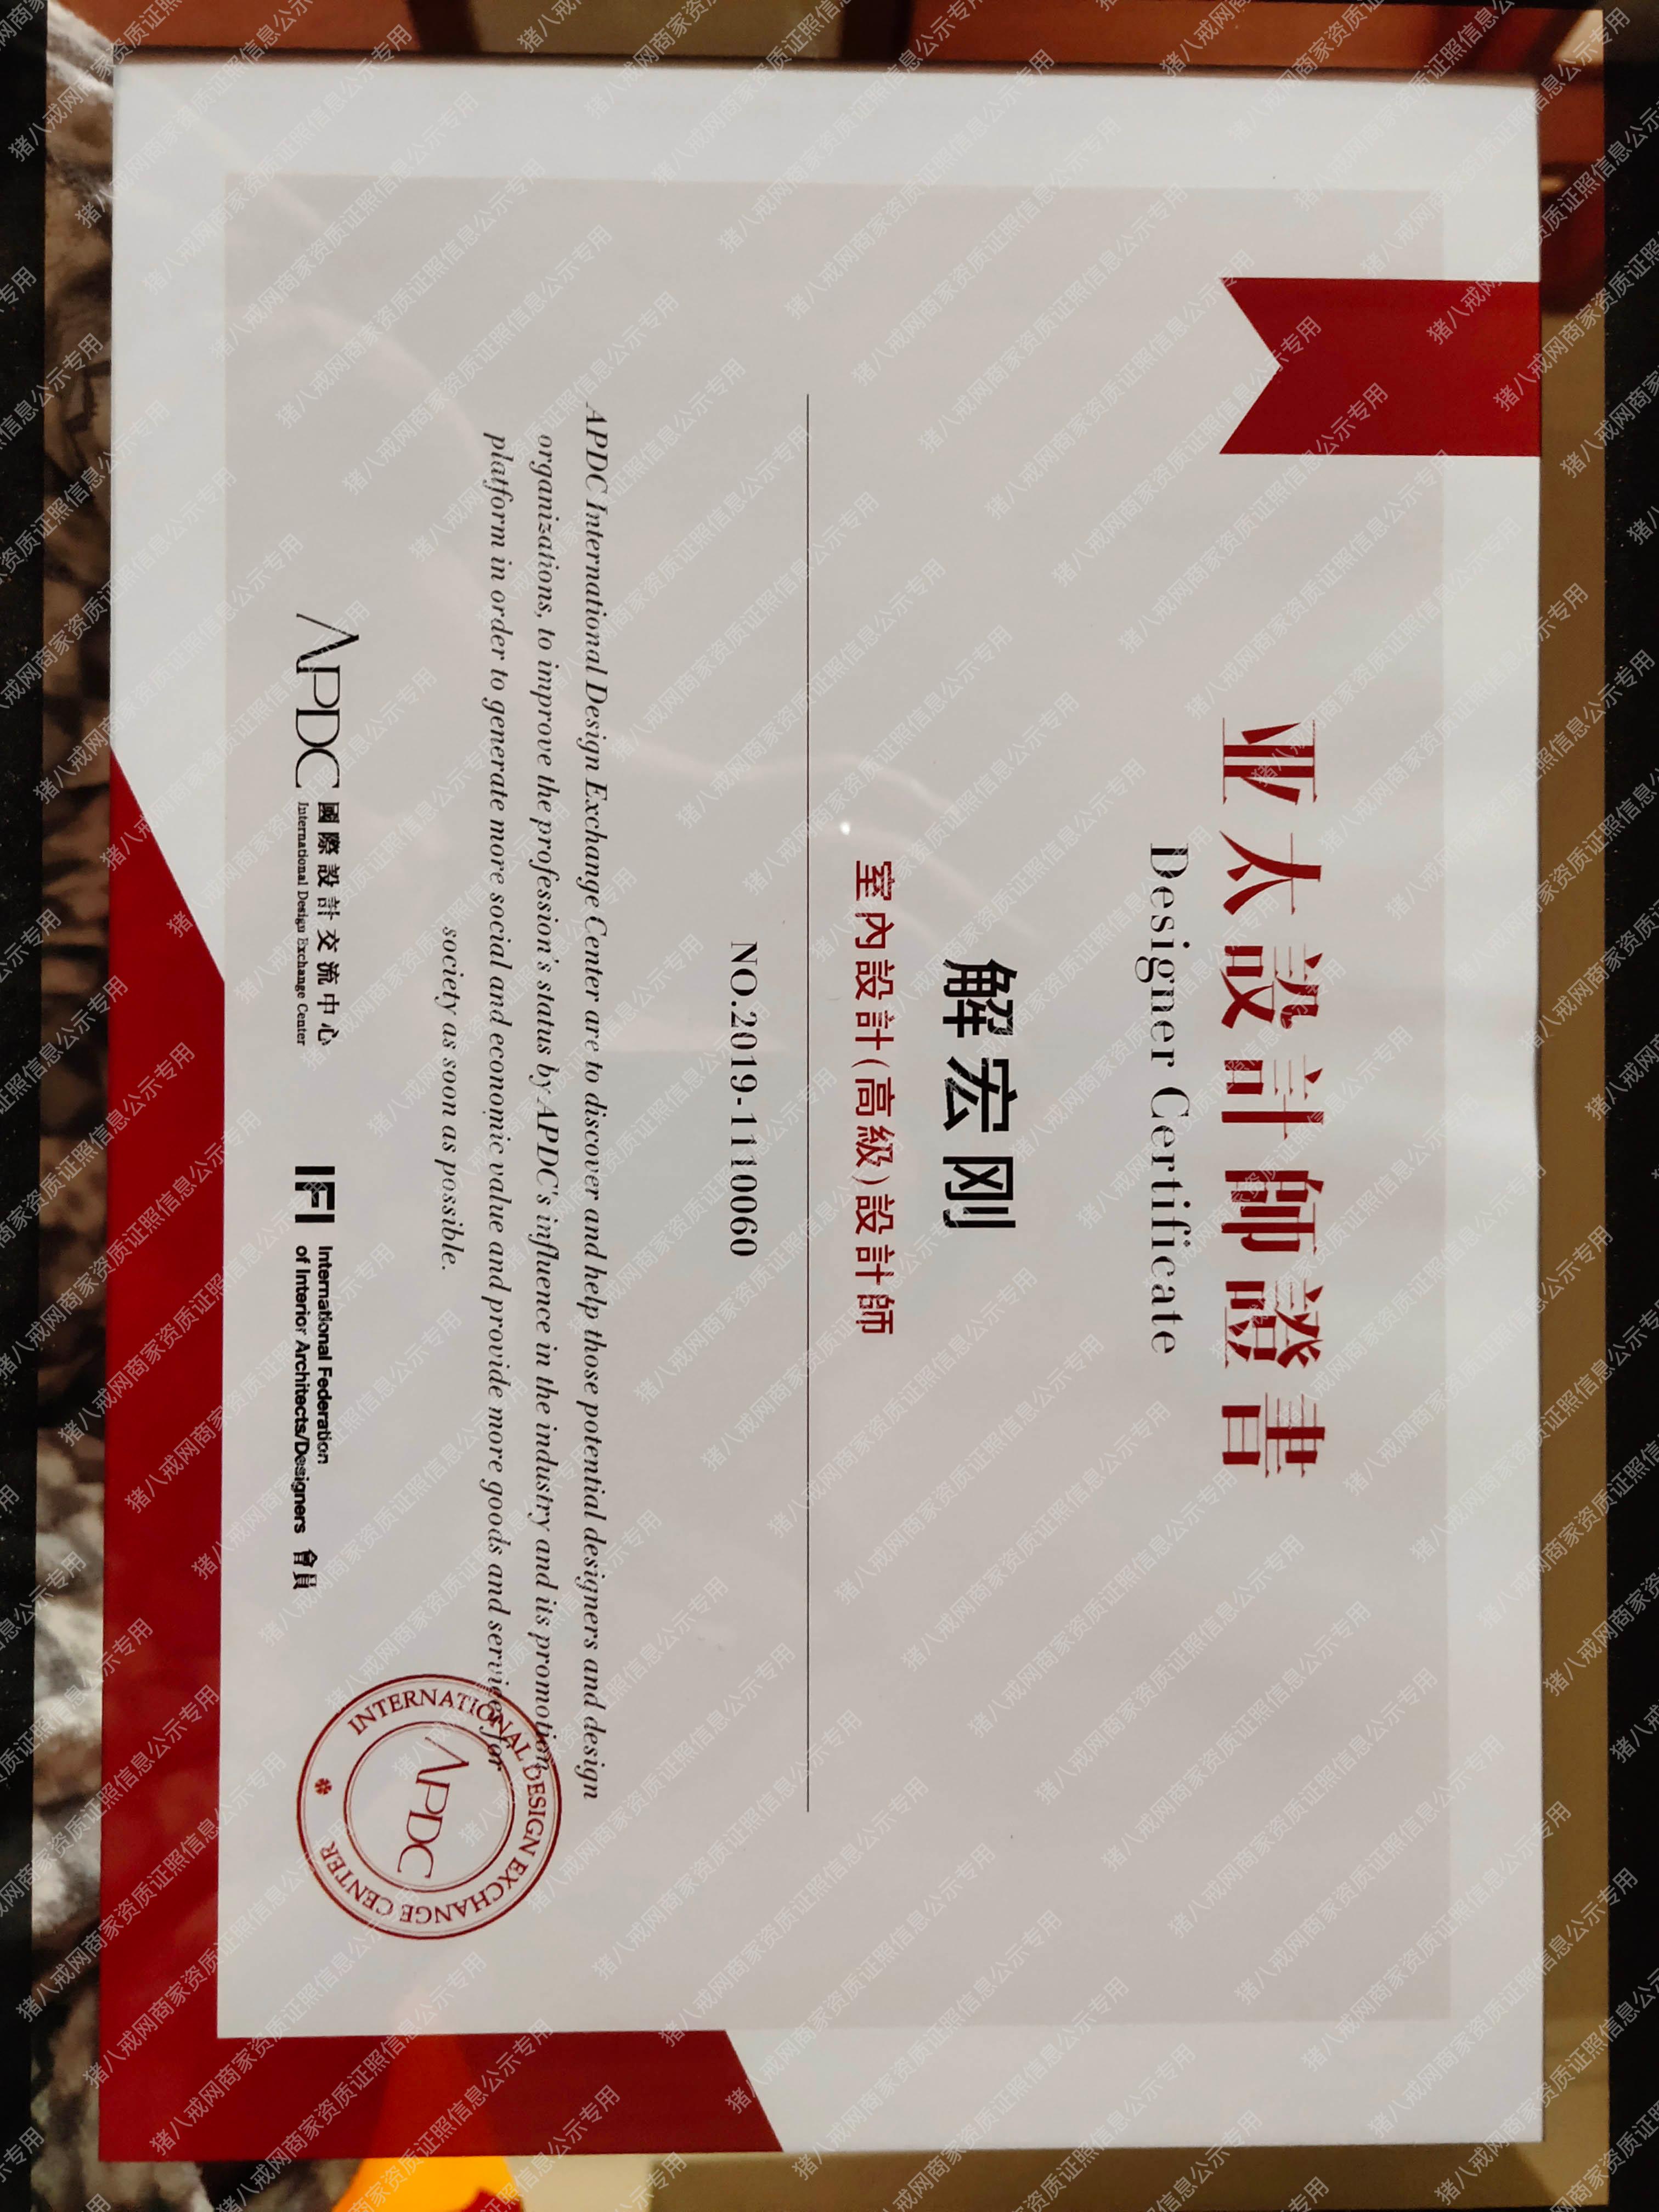 亚太設計師證書
Designer Certificate
解宏刚
室內設計(高級)設計師
NO.2019-1110060
APDC International Design Exchange Center are to discover and help those potential designers and design
organizations, to improve the profession's status by APDC's influence in the industry and its promotion
platform in order to generate more social and economic value and provide more goods and services for
society as soon as possible.
APDC 國際設計交流中心
International Design Exchange Center
IFI International Federation
of Interior Architects/Designers 會員
INTERNATIONAL DESIGN EXCHANGE CENTER
APDC
猪八戒网商家资质证照信息公示专用